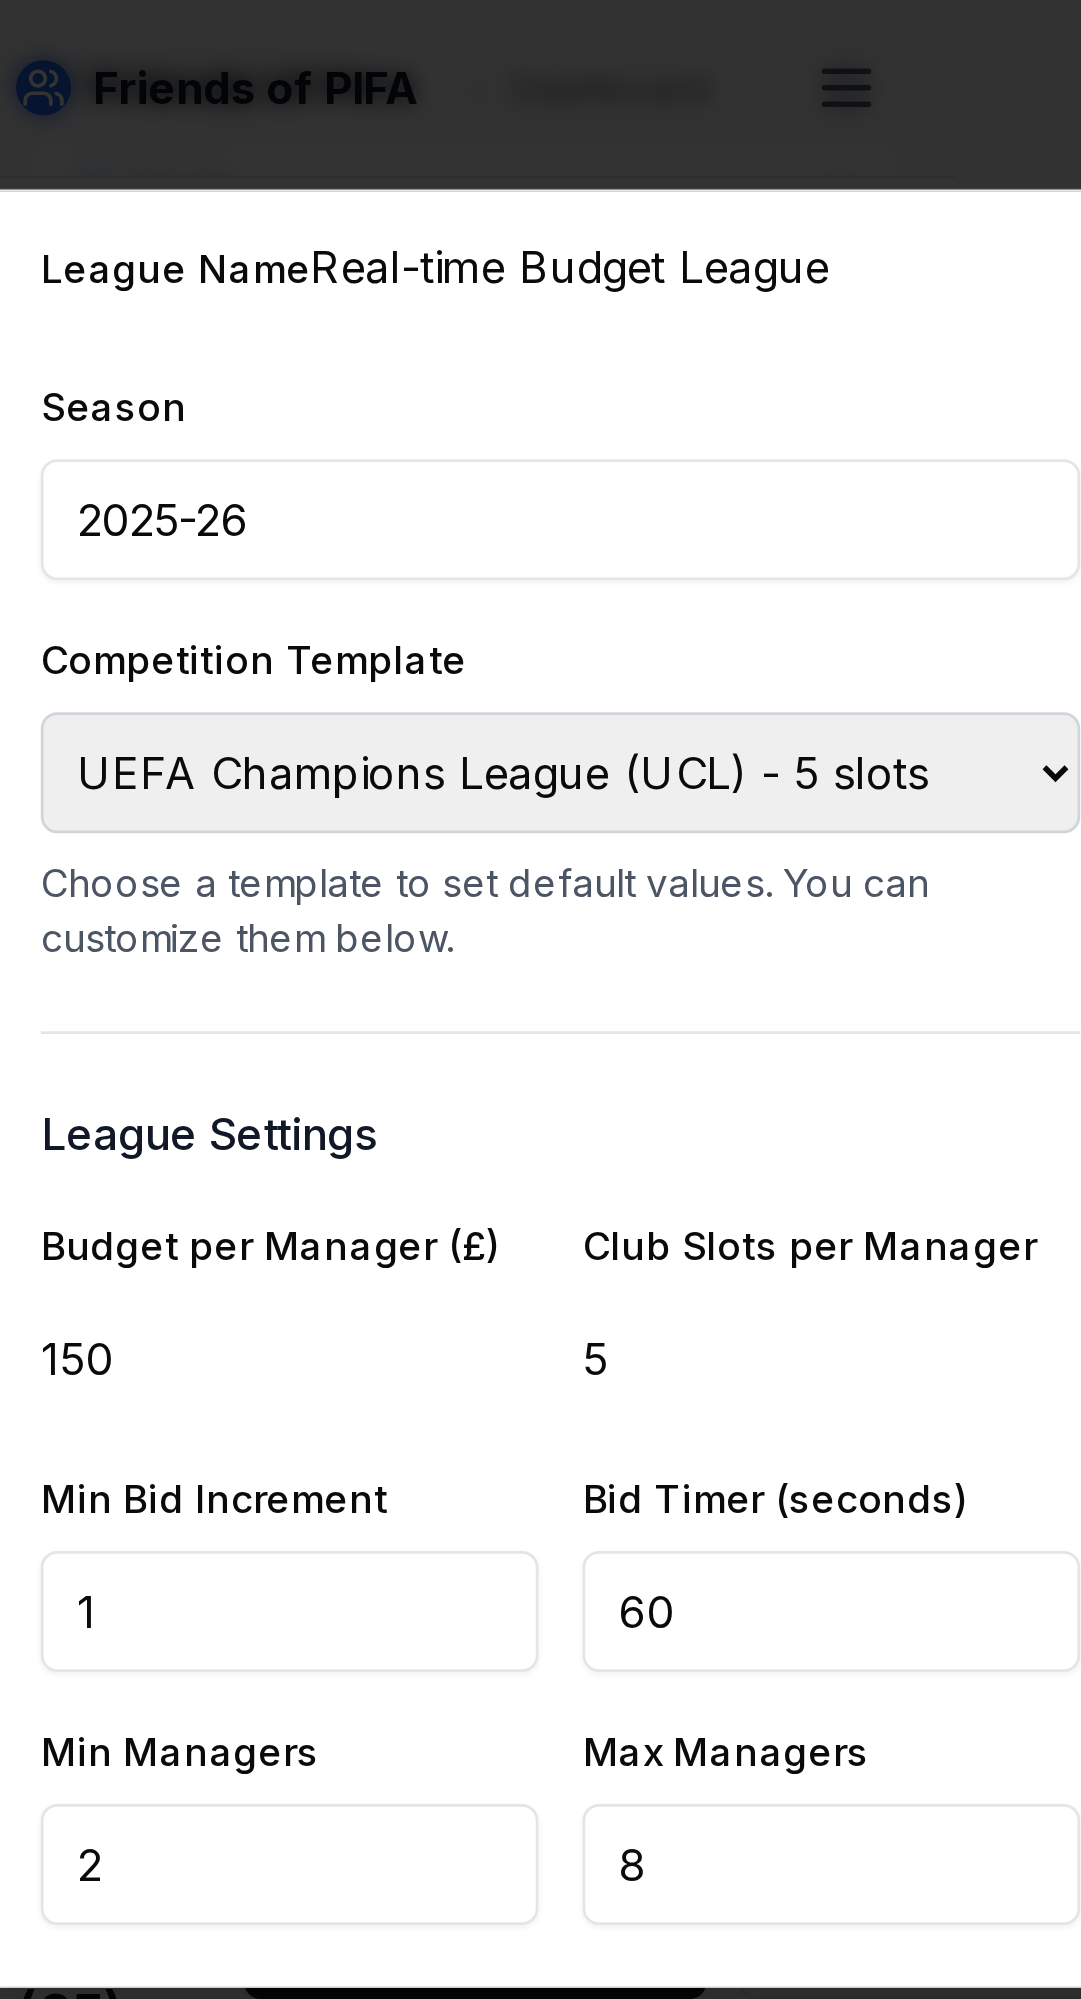 Friends of PIFA
League NameReal-time Budget League
Season
2025-26
Competition Template
UEFA Champions League (UCL) - 5 slots
Choose a template to set default values. You can
customize them below.
League Settings
Budget per Manager (£) Club Slots per Manager
150 5
Min Bid Increment Bid Timer (seconds)
1 60
Min Managers Max Managers
2 8